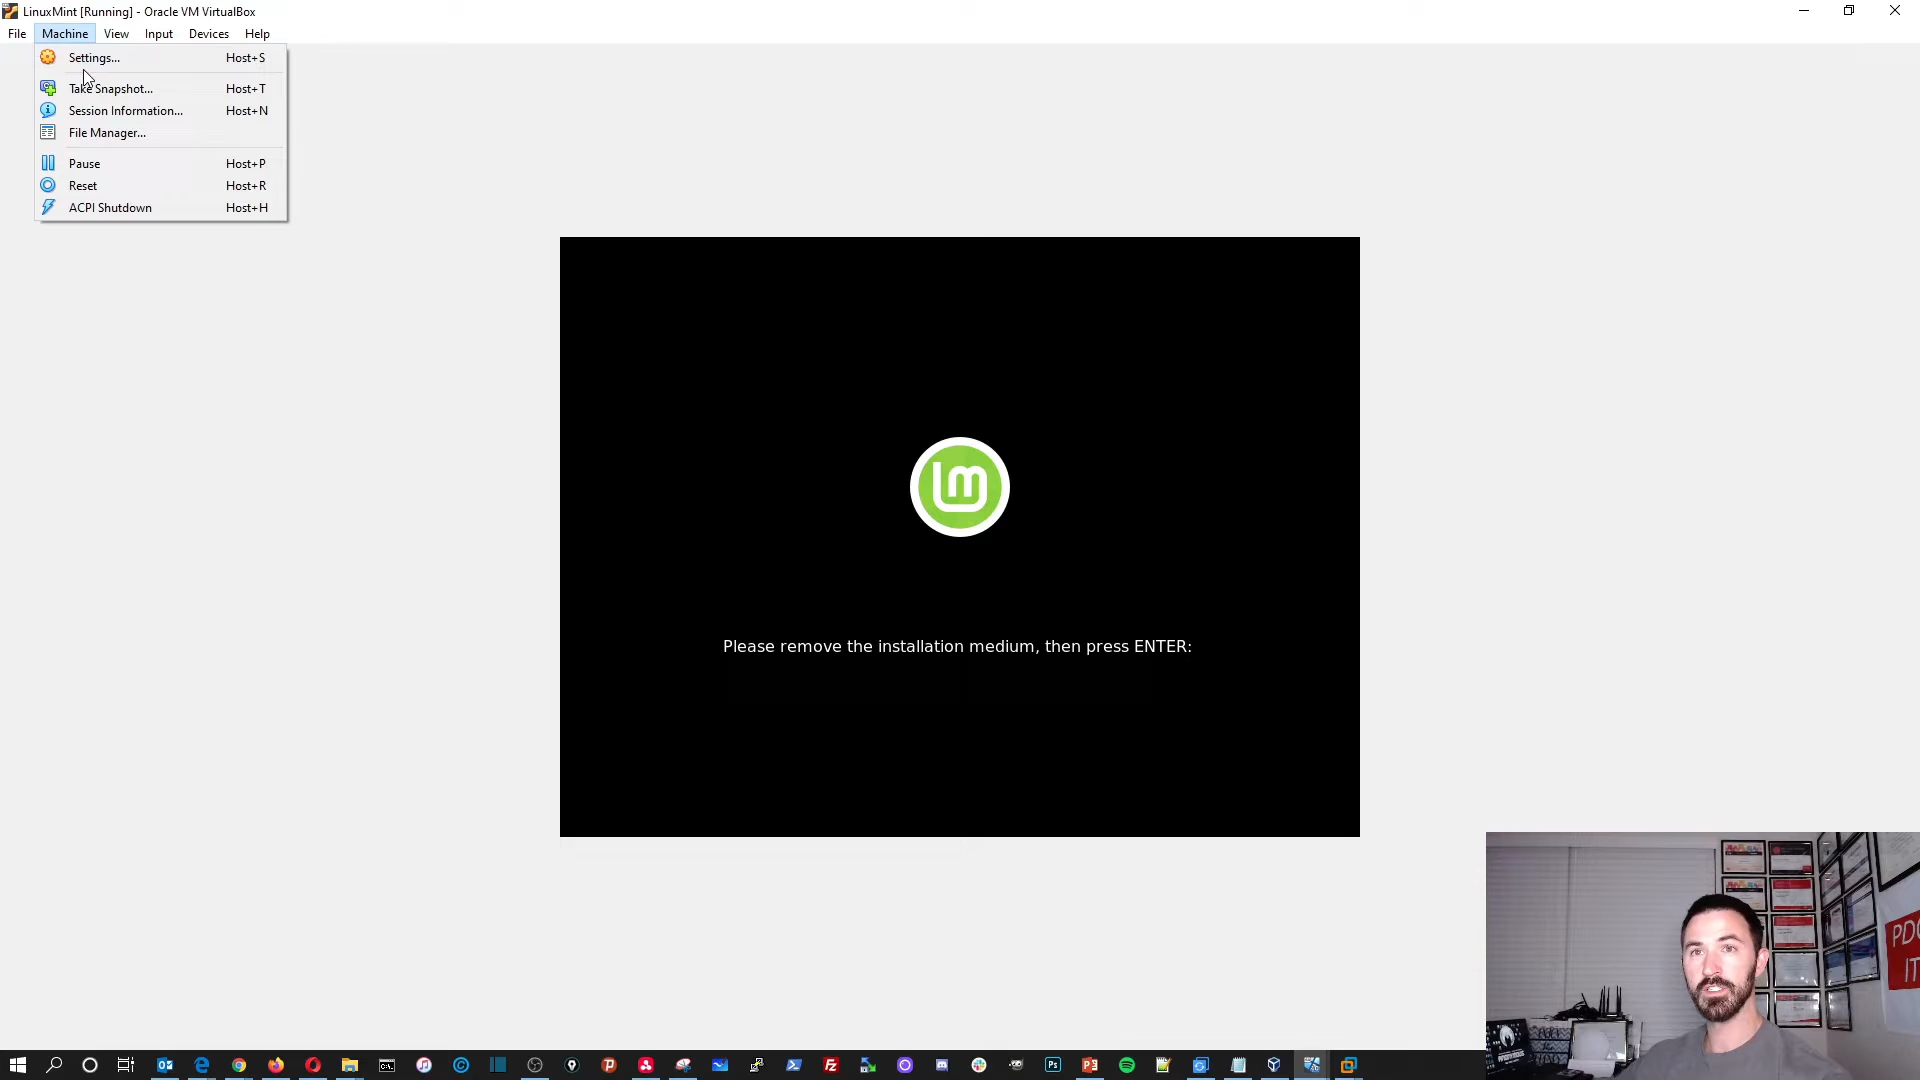 LinuxMint [Running] - Oracle VM VirtualBox
File Machine View Input Devices Help
Settings... Host+S
Take Snapshot... Host+T
Session Information... Host+N
File Manager...
Pause Host+P
Reset Host+R
ACPI Shutdown Host+H
lm
Please remove the installation medium, then press ENTER: